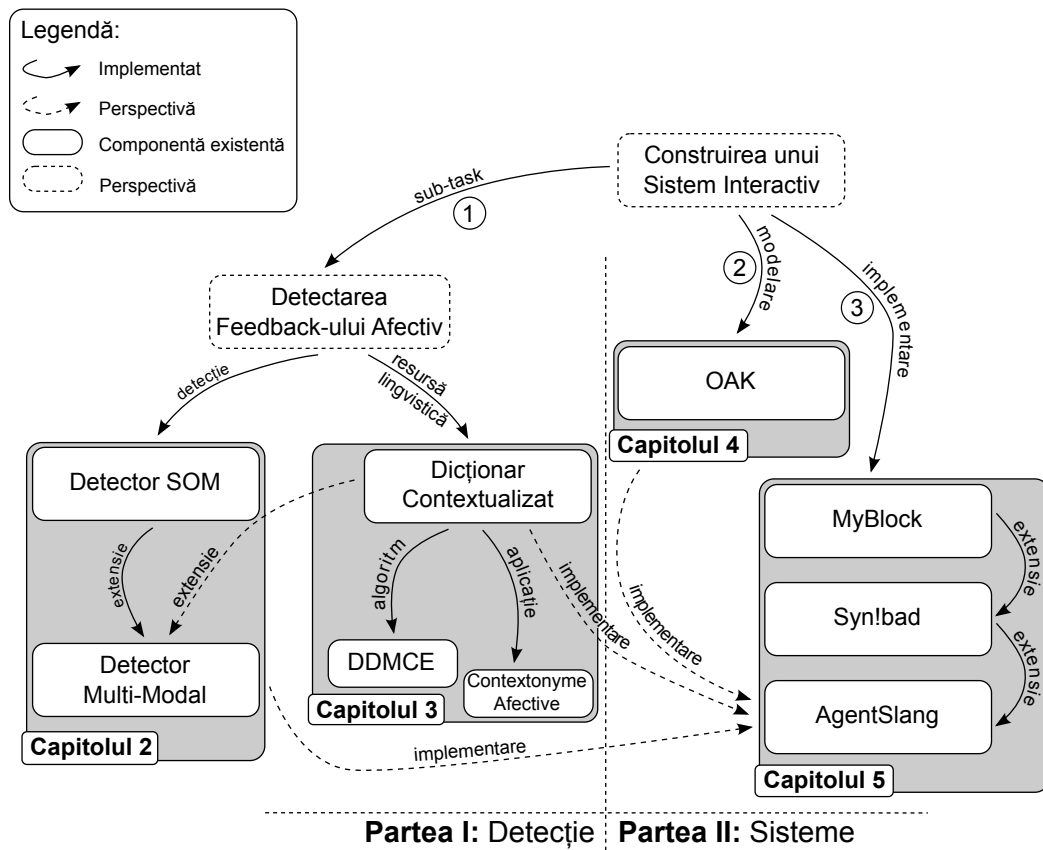 Legendă:
Implementat
Perspectivă
Componentă existentă
Perspectivă
Construirea unui
Sistem Interactiv
sub-task
1
2
modelare
3
implementare
Detectarea
Feedback-ului Afectiv
detecție
resursă
lingvistică
OAK
Capitolul 4
Detector SOM
extensie
Detector
Multi-Modal
Capitolul 2
extensie
Dicționar
Contextualizat
algoritm
aplicație
DDMCE
Contextonyme
Afective
Capitolul 3
implementare
implementare
implementare
MyBlock
extensie
Syn!bad
extensie
AgentSlang
Capitolul 5
Partea I: Detecție
Partea II: Sisteme